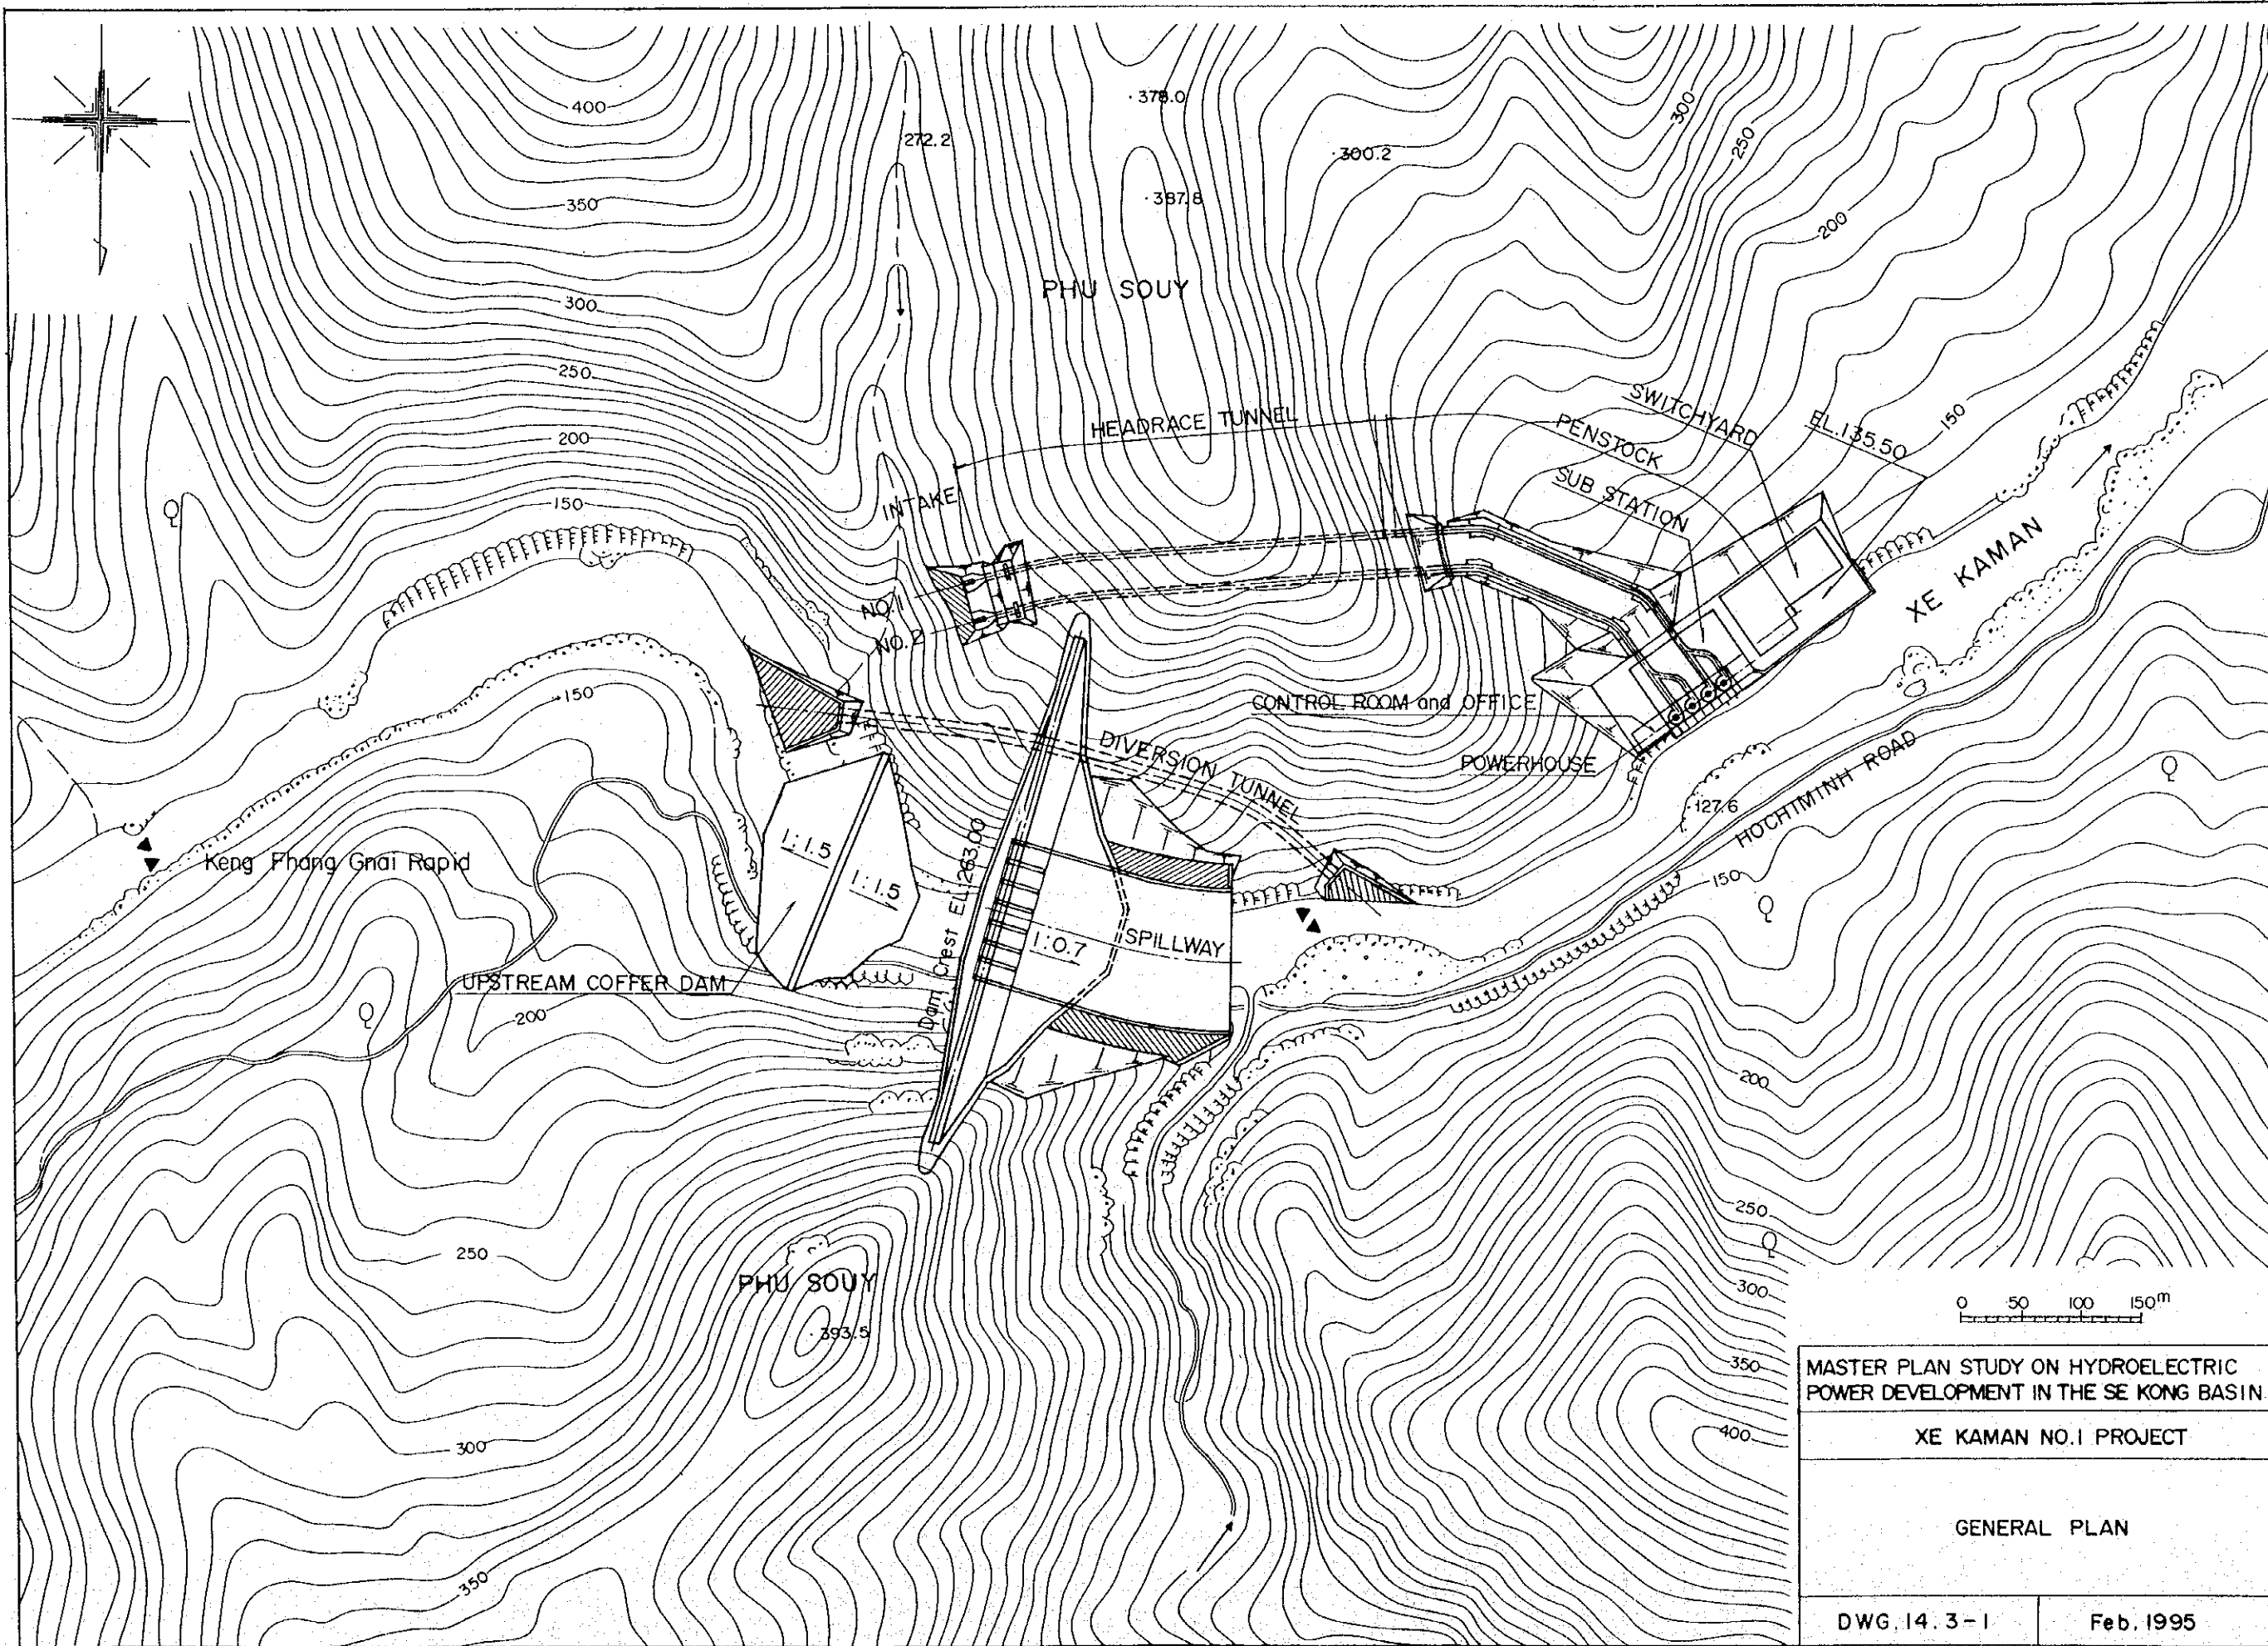 400
350
300
250
200
150
272.2
378.0
387.8
300.2
300
250
200
150
PHU SOUY
HEADRACE TUNNEL
INTAKE
NO.1
NO.2
SWITCHYARD
PENSTOCK
SUB STATION
EL.135.50
XE KAMAN
CONTROL ROOM and OFFICE
POWERHOUSE
DIVERSION TUNNEL
127.6
HOCHIMINH ROAD
150
150
Keng Phang Gnai Rapid
1:1.5
1:1.5
Dam Crest EL.263.00
1:0.7
SPILLWAY
UPSTREAM COFFER DAM
200
250
300
350
PHU SOUY
393.5
200
250
300
350
400
0 50 100 150m
MASTER PLAN STUDY ON HYDROELECTRIC
POWER DEVELOPMENT IN THE SE KONG BASIN
XE KAMAN NO.1 PROJECT
GENERAL PLAN
DWG.14.3-1
Feb.1995